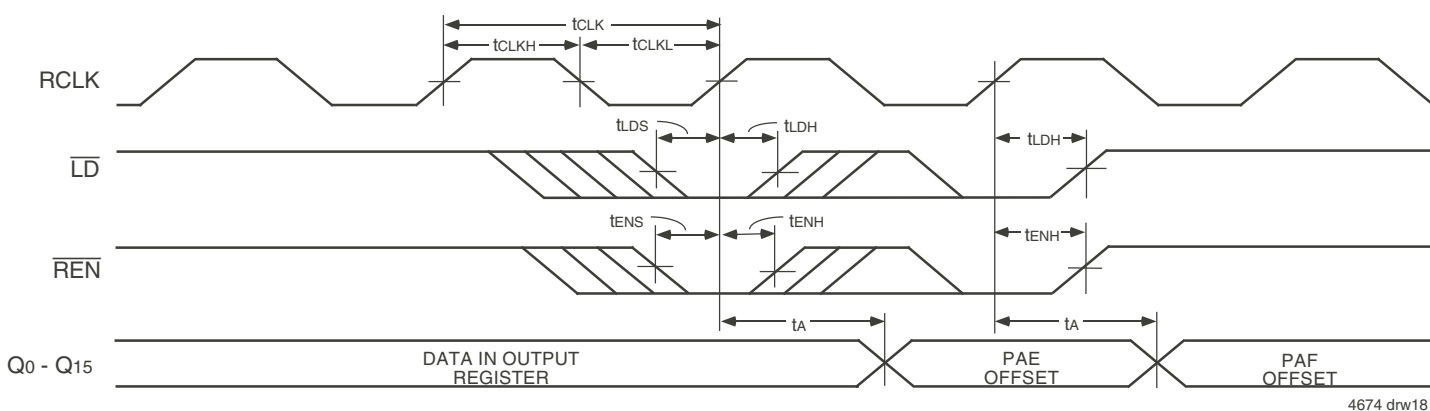 tCLK
tCLKH
tCLKL
RCLK
tLDS
tLDH
tLDH
LD
tENS
tENH
tENH
REN
tA
tA
Q0 - Q15
DATA IN OUTPUT
REGISTER
PAE
OFFSET
PAF
OFFSET
4674 drw18